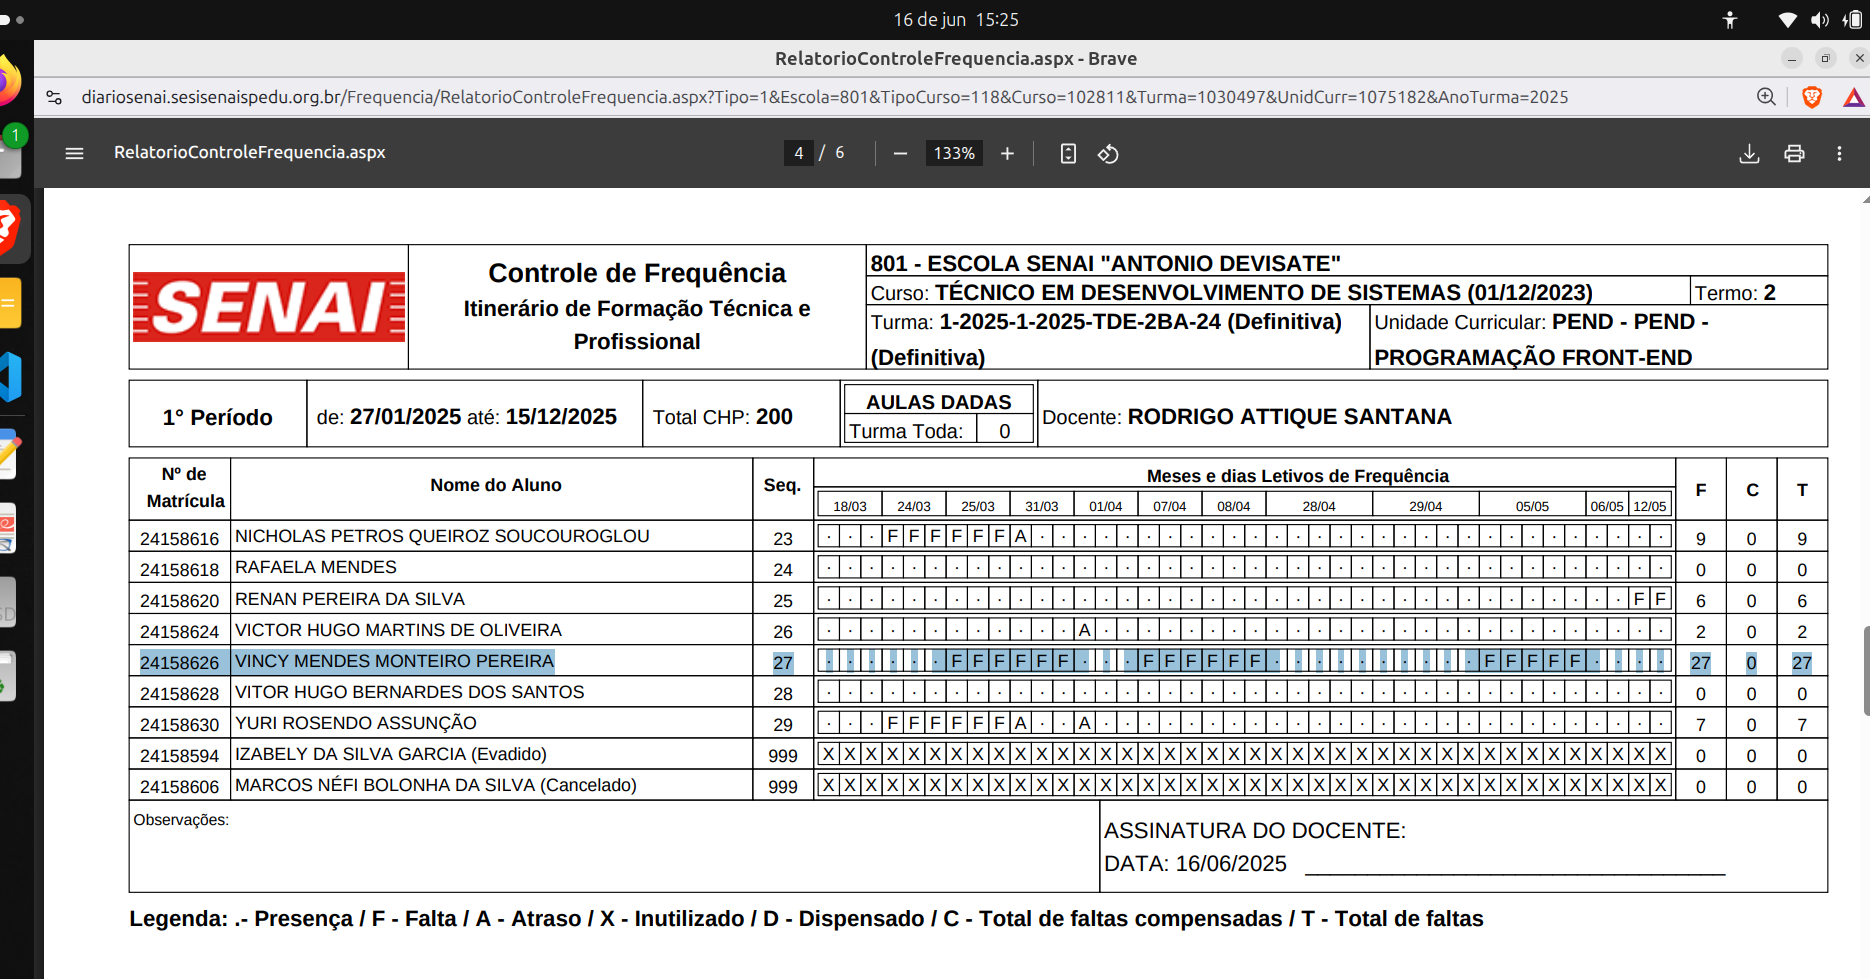 16 de jun 15:25
RelatorioControleFrequencia.aspx - Brave
diariosenai.sesisenaispedu.org.br/Frequencia/RelatorioControleFrequencia.aspx?Tipo=1&Escola=801&TipoCurso=118&Curso=102811&Turma=1030497&UnidCurr=1075182&AnoTurma=2025
1
RelatorioControleFrequencia.aspx
4 / 6
133%
SENAI
Controle de Frequência
Itinerário de Formação Técnica e
Profissional
801 - ESCOLA SENAI "ANTONIO DEVISATE"
Curso: TÉCNICO EM DESENVOLVIMENTO DE SISTEMAS (01/12/2023) Termo: 2
Turma: 1-2025-1-2025-TDE-2BA-24 (Definitiva)
(Definitiva)
Unidade Curricular: PEND - PEND -
PROGRAMAÇÃO FRONT-END
1° Período
de: 27/01/2025 até: 15/12/2025
Total CHP: 200
AULAS DADAS
Turma Toda: 0
Docente: RODRIGO ATTIQUE SANTANA
Nº de
Matrícula
Nome do Aluno
Seq.
Meses e dias Letivos de Frequência
F C T
18/03 24/03 25/03 31/03 01/04 07/04 08/04 28/04 29/04 05/05 06/05 12/05
24158616 NICHOLAS PETROS QUEIROZ SOUCOUROGLOU 23 . . . F F F F F F A . . . . . . . . . . . . . . . . . . . . . . . . . . . . . . 9 0 9
24158618 RAFAELA MENDES 24 . . . . . . . . . . . . . . . . . . . . . . . . . . . . . . . . . . . . . . . . 0 0 0
24158620 RENAN PEREIRA DA SILVA 25 . . . . . . . . . . . . . . . . . . . . . . . . . . . . . . . . . . . . . . F F 6 0 6
24158624 VICTOR HUGO MARTINS DE OLIVEIRA 26 . . . . . . . . . . . . A . . . . . . . . . . . . . . . . . . . . . . . . . . . 2 0 2
24158626 VINCY MENDES MONTEIRO PEREIRA 27 . . . . . . F F F F F F . . . F F F F F F . . . . . . . . . . F F F F F . . . . 27 0 27
24158628 VITOR HUGO BERNARDES DOS SANTOS 28 . . . . . . . . . . . . . . . . . . . . . . . . . . . . . . . . . . . . . . . . 0 0 0
24158630 YURI ROSENDO ASSUNÇÃO 29 . . . F F F F F F A . . A . . . . . . . . . . . . . . . . . . . . . . . . . . . 7 0 7
24158594 IZABELY DA SILVA GARCIA (Evadido) 999 X X X X X X X X X X X X X X X X X X X X X X X X X X X X X X X X X X X X X X X X 0 0 0
24158606 MARCOS NÉFI BOLONHA DA SILVA (Cancelado) 999 X X X X X X X X X X X X X X X X X X X X X X X X X X X X X X X X X X X X X X X X 0 0 0
Observações:
ASSINATURA DO DOCENTE:
DATA: 16/06/2025
Legenda: .- Presença / F - Falta / A - Atraso / X - Inutilizado / D - Dispensado / C - Total de faltas compensadas / T - Total de faltas